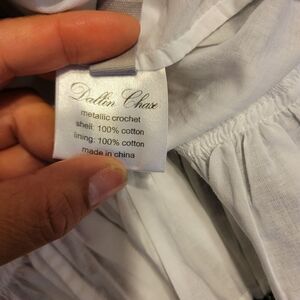 Dallin Chase
metallic crochet
shell: 100% cotton
lining: 100% cotton
made in china